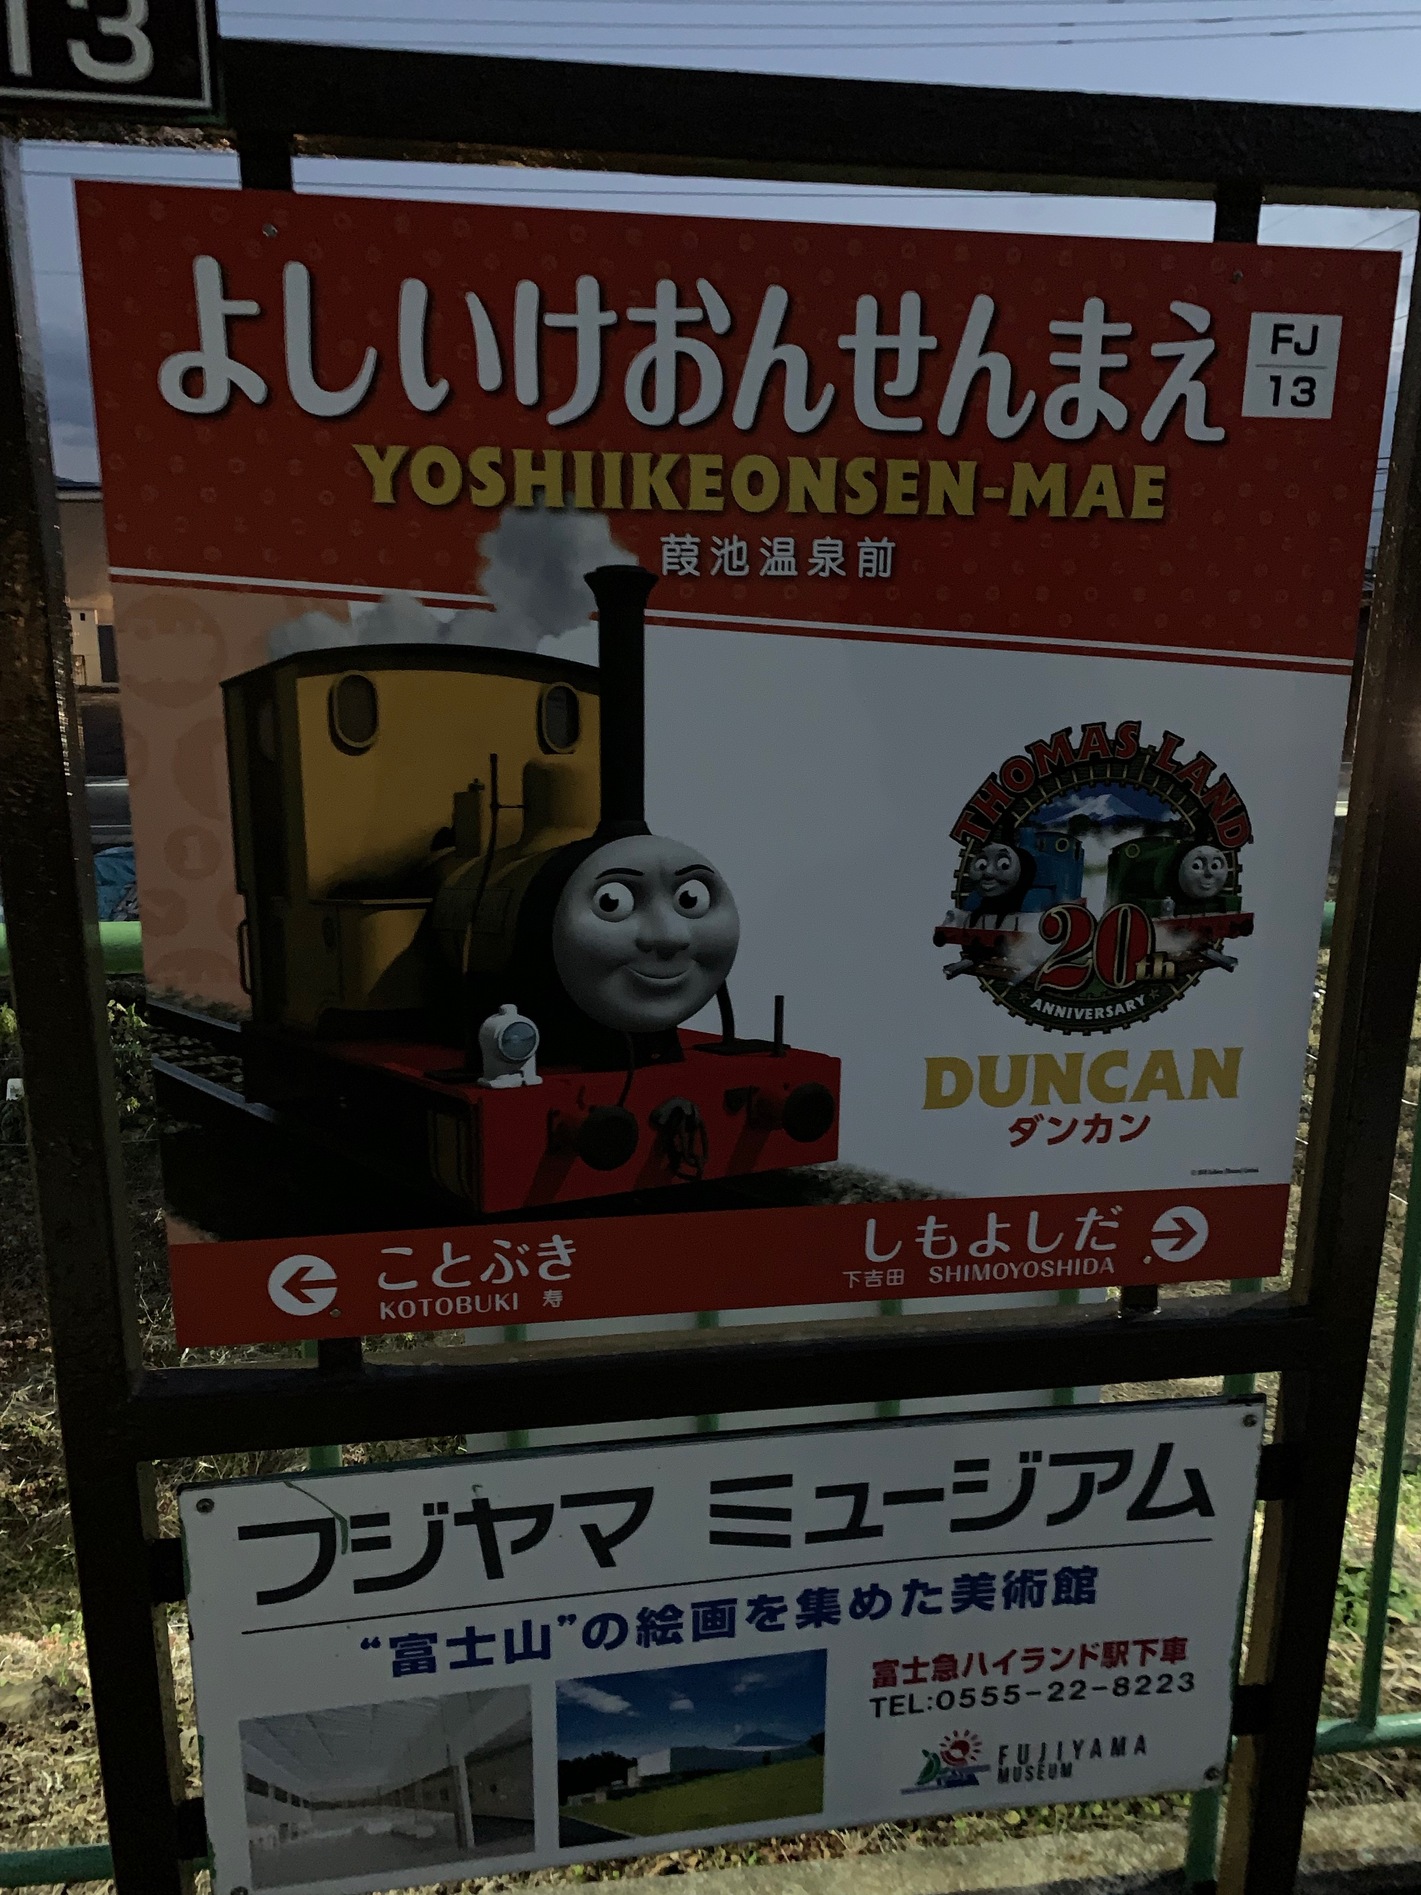 13
よしいけおんせんまえ
FJ
13
YOSHIIKEONSEN-MAE
葭池温泉前
THOMAS LAND
20th
ANNIVERSARY
DUNCAN
ダンカン
ことぶき
KOTOBUKI 寿
しもよしだ
下吉田 SHIMOYOSHIDA
フジヤマ ミュージアム
“富士山”の絵画を集めた美術館
富士急ハイランド駅下車
TEL:0555-22-8223
FUJIYAMA
MUSEUM